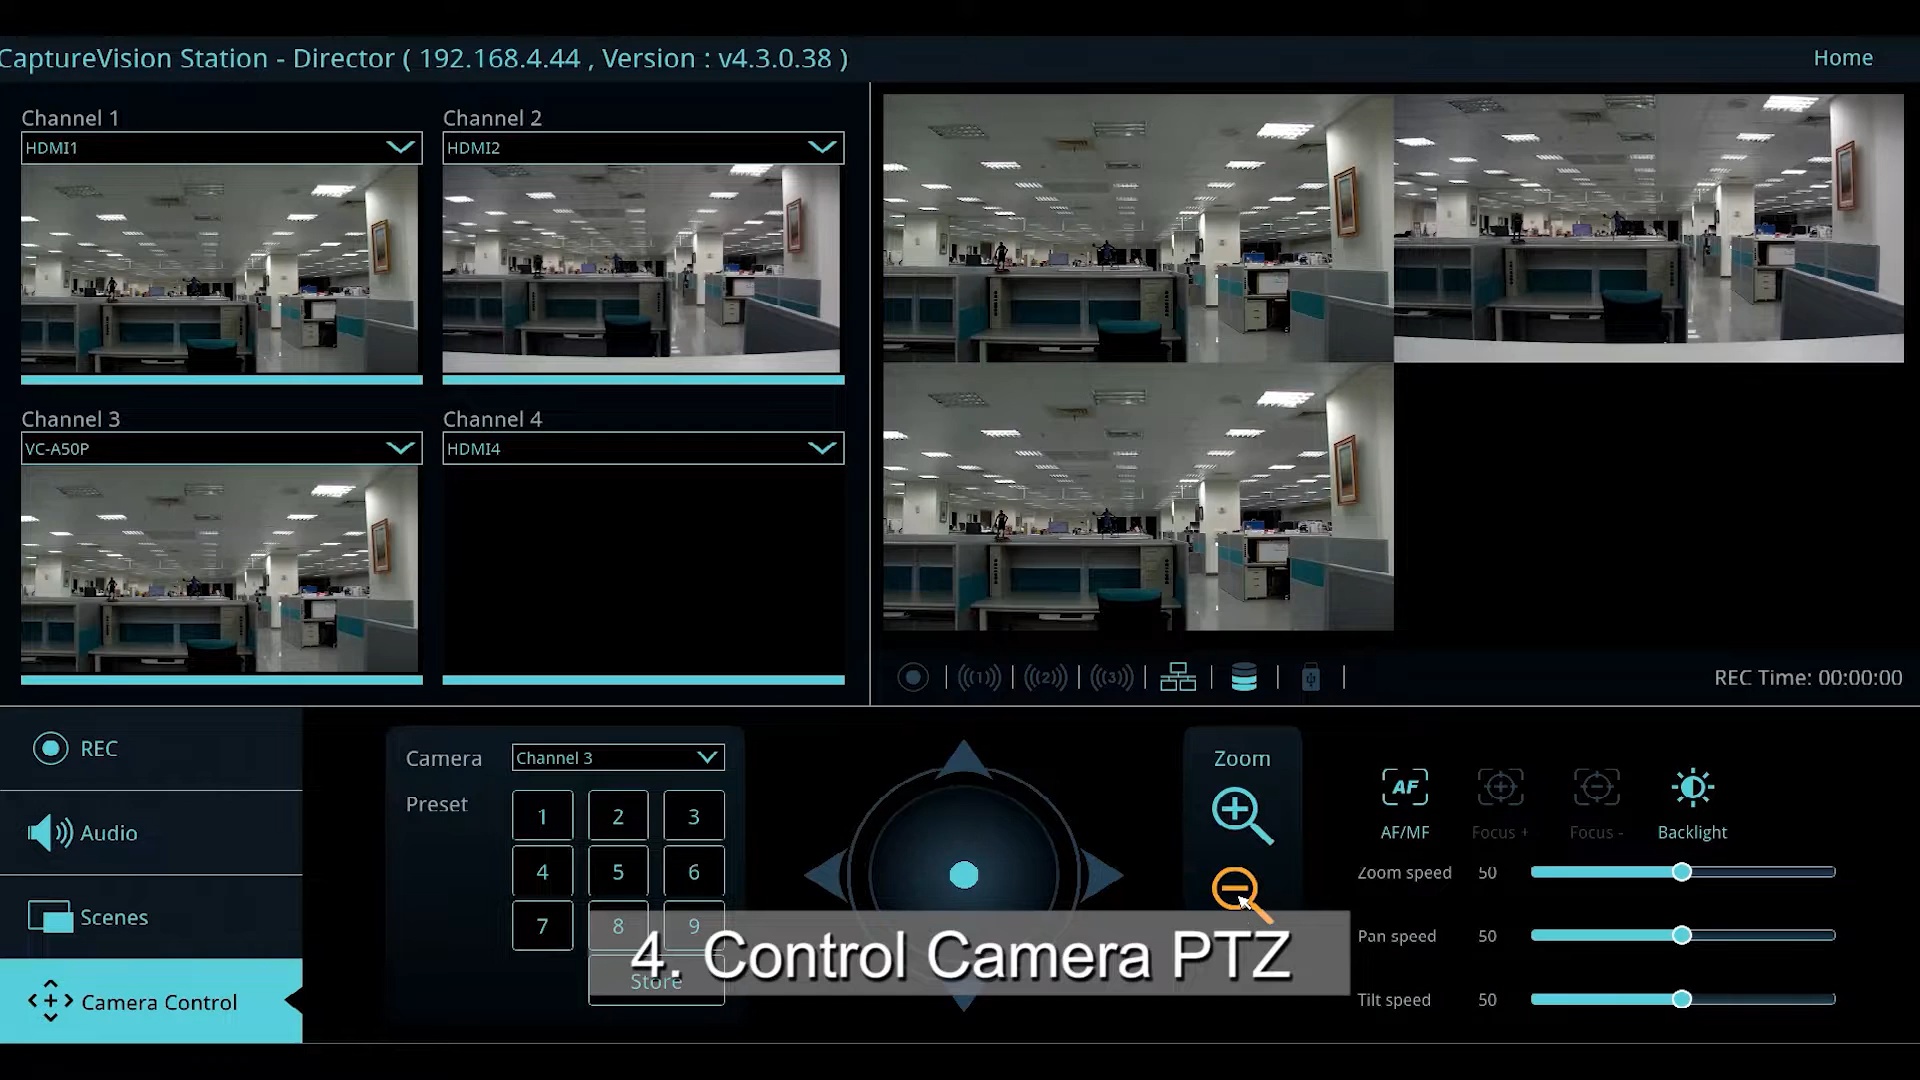 CaptureVision Station - Director ( 192.168.4.44 , Version : v4.3.0.38 )
Home
Channel 1
HDMI1
Channel 2
HDMI2
Channel 3
VC-A50P
Channel 4
HDMI4
(1)
(2)
(3)
REC Time: 00:00:00
REC
Audio
Scenes
Camera Control
Camera
Channel 3
Preset
1
2
3
4
5
6
7
8
9
Store
Zoom
AF
AF/MF
Focus +
Focus -
Backlight
Zoom speed 50
Pan speed 50
Tilt speed 50
4. Control Camera PTZ